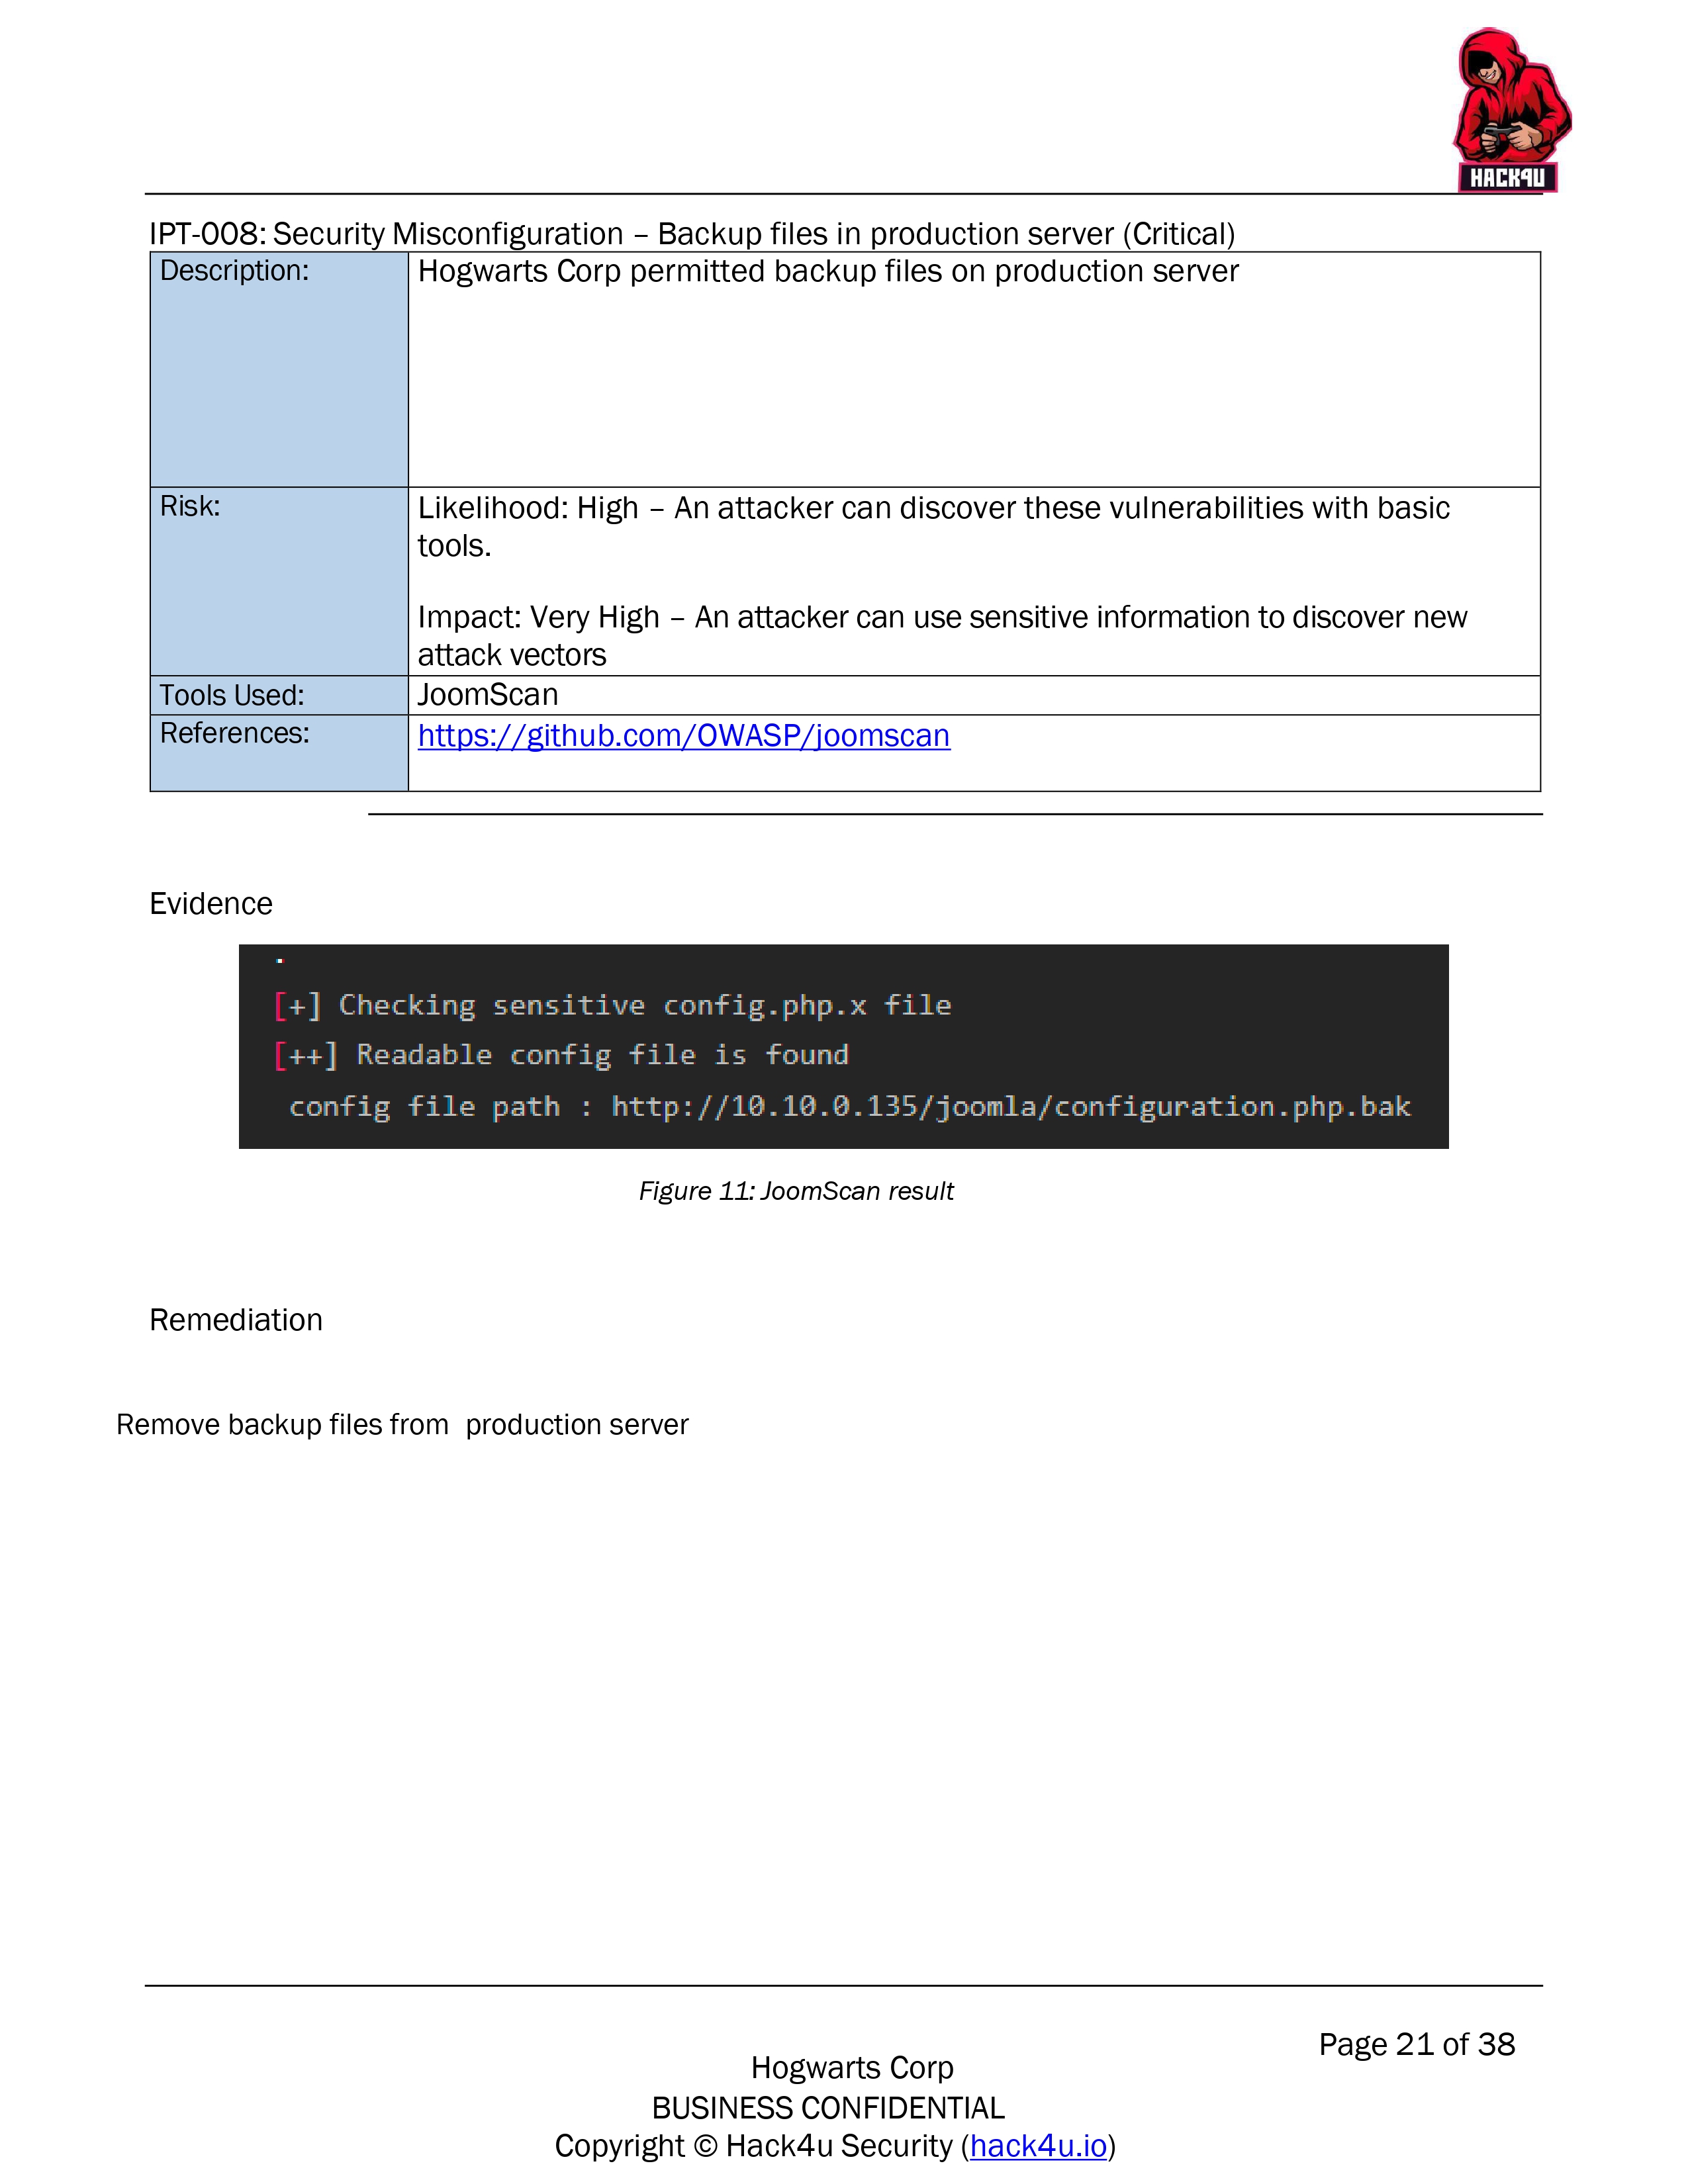 HACK4U
IPT-008: Security Misconfiguration – Backup files in production server (Critical)
Description:
Hogwarts Corp permitted backup files on production server
Risk:
Likelihood: High – An attacker can discover these vulnerabilities with basic
tools.
Impact: Very High – An attacker can use sensitive information to discover new
attack vectors
Tools Used:
JoomScan
References:
https://github.com/OWASP/joomscan
Evidence
[+] Checking sensitive config.php.x file
[++] Readable config file is found
config file path : http://10.10.0.135/joomla/configuration.php.bak
Figure 11: JoomScan result
Remediation
Remove backup files from  production server
Page 21 of 38
Hogwarts Corp
BUSINESS CONFIDENTIAL
Copyright © Hack4u Security (hack4u.io)